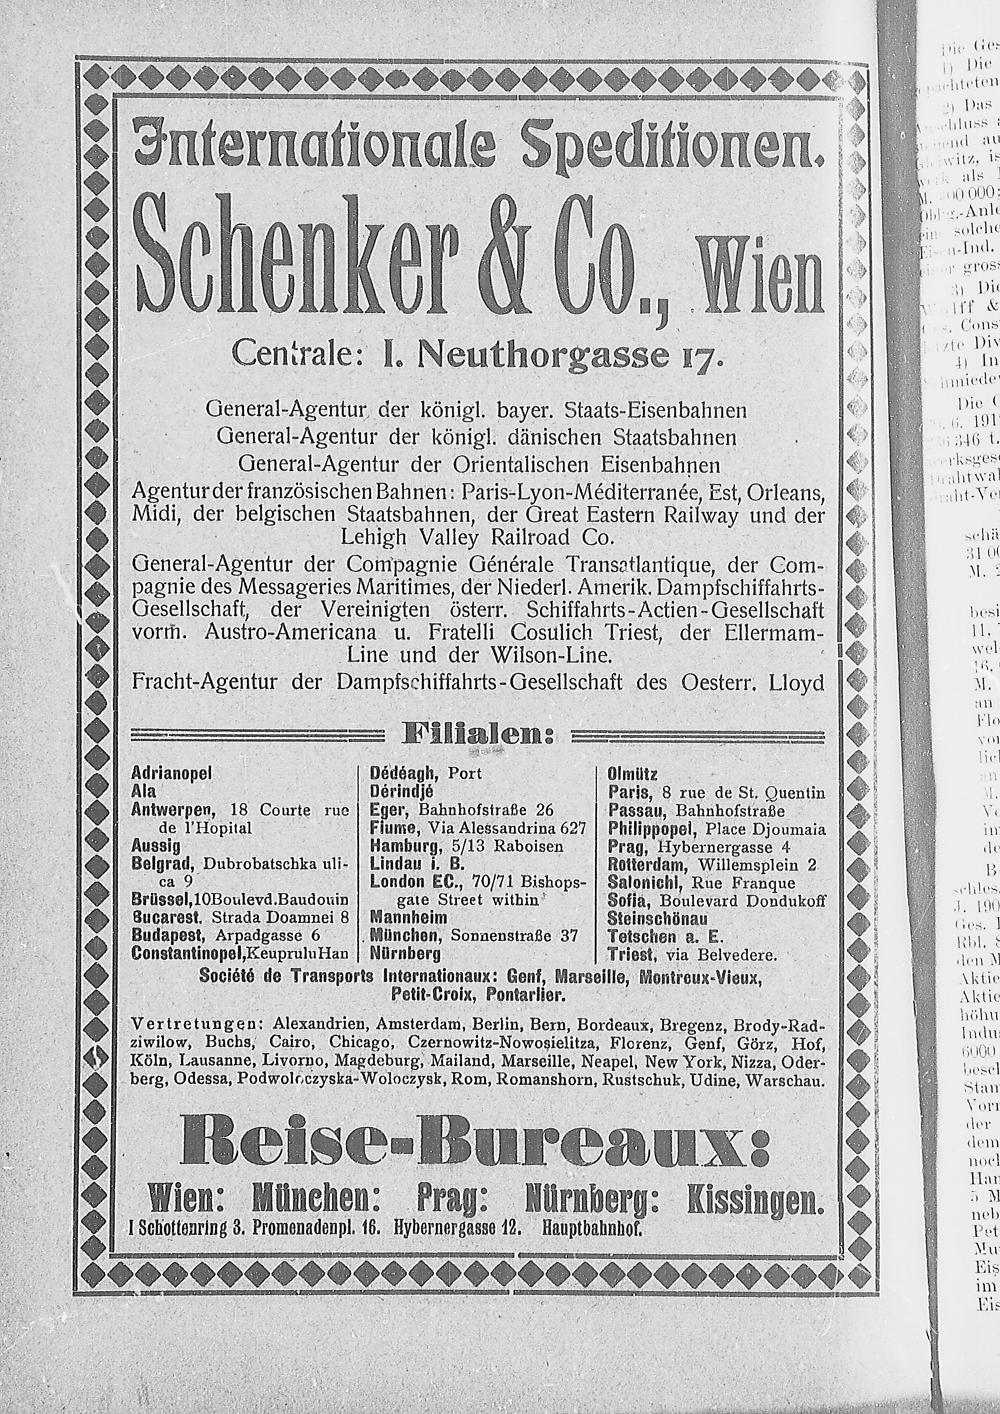 Internationale Speditionen.
Schenker & Co., Wien
Centrale: I. Neuthorgasse 17.
General-Agentur der königl. bayer. Staats-Eisenbahnen
General-Agentur der königl. dänischen Staatsbahnen
General-Agentur der Orientalischen Eisenbahnen
Agentur der französischen Bahnen: Paris-Lyon-Méditerranée, Est, Orleans,
Midi, der belgischen Staatsbahnen, der Great Eastern Railway und der
Lehigh Valley Railroad Co.
General-Agentur der Compagnie Générale Transatlantique, der Com-
pagnie des Messageries Maritimes, der Niederl. Amerik. Dampfschiffahrts-
Gesellschaft, der Vereinigten österr. Schiffahrts-Actien-Gesellschaft
vorm. Austro-Americana u. Fratelli Cosulich Triest, der Ellermam-
Line und der Wilson-Line.
Fracht-Agentur der Dampfschiffahrts-Gesellschaft des Oesterr. Lloyd
Filialen:
Adrianopel
Ala
Antwerpen, 18 Courte rue
de l'Hopital
Aussig
Belgrad, Dubrobatschka uli-
ca 9
Brüssel, 10 Boulevd. Baudouin
Bucarest. Strada Doamnei 8
Budapest, Arpadgasse 6
Constantinopel, Keuprulu Han
Dédéagh, Port
Dérindjé
Eger, Bahnhofstraße 26
Fiume, Via Alessandrina 627
Hamburg, 5/13 Raboisen
Lindau i. B.
London EC., 70/71 Bishops-
gate Street within
Mannheim
München, Sonnenstraße 37
Nürnberg
Olmütz
Paris, 8 rue de St. Quentin
Passau, Bahnhofstraße
Philippopel, Place Djoumaia
Prag, Hybernergasse 4
Rotterdam, Willemsplein 2
Salonichi, Rue Franque
Sofia, Boulevard Dondukoff
Steinschönau
Tetschen a. E.
Triest, via Belvedere.
Société de Transports Internationaux: Genf, Marseille, Montreux-Vieux,
Petit-Croix, Pontarlier.
Vertretungen: Alexandrien, Amsterdam, Berlin, Bern, Bordeaux, Bregenz, Brody-Rad-
ziwilow, Buchs, Cairo, Chicago, Czernowitz-Nowosielitza, Florenz, Genf, Görz, Hof,
Köln, Lausanne, Livorno, Magdeburg, Mailand, Marseille, Neapel, New York, Nizza, Oder-
berg, Odessa, Podwoloczyska-Woloczysk, Rom, Romanshorn, Rustschuk, Udine, Warschau.
Reise-Bureaux:
Wien: München: Prag: Nürnberg: Kissingen.
I Schottenring 3. Promenadenpl. 16. Hybernergasse 12. Hauptbahnhof.